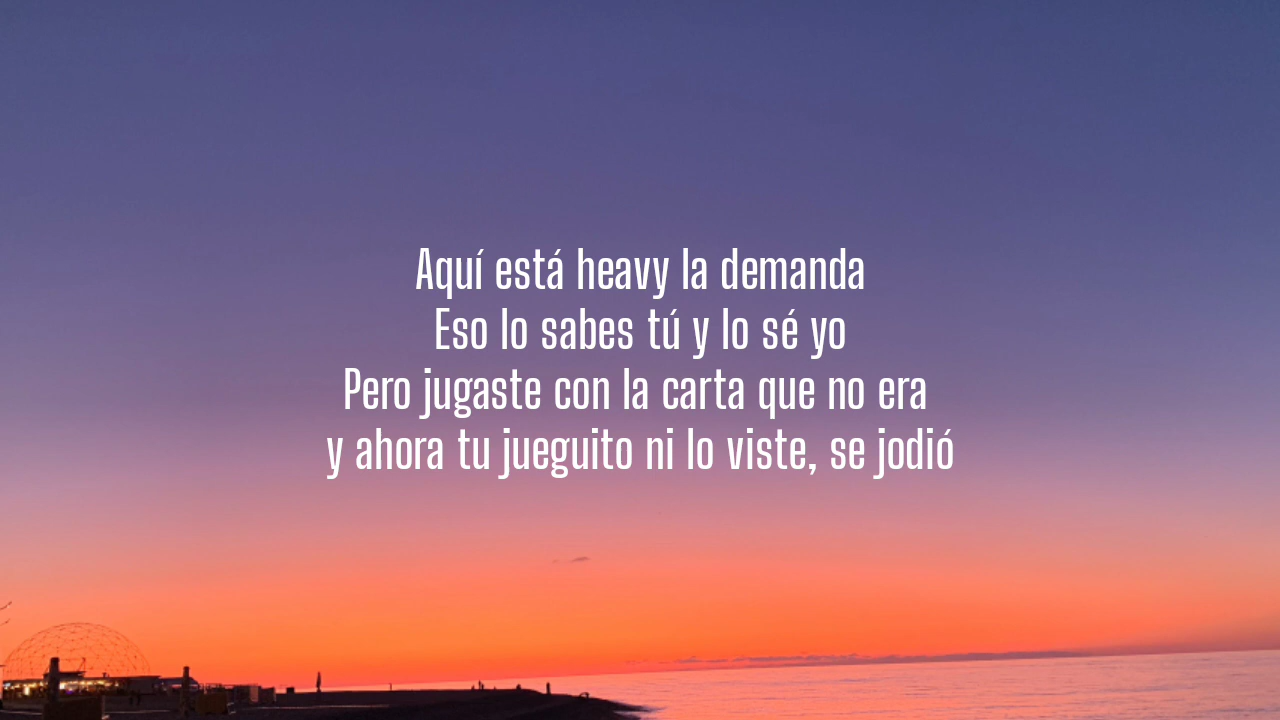 Aquí está heavy la demanda
Eso lo sabes tú y lo sé yo
Pero jugaste con la carta que no era
y ahora tu jueguito ni lo viste, se jodió